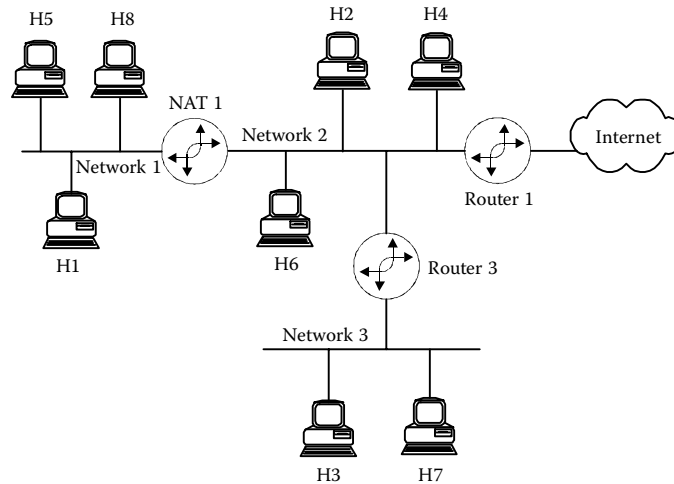 H5
H8
H2
H4
NAT 1
Network 2
Internet
Network 1
Router 1
H1
H6
Router 3
Network 3
H3
H7